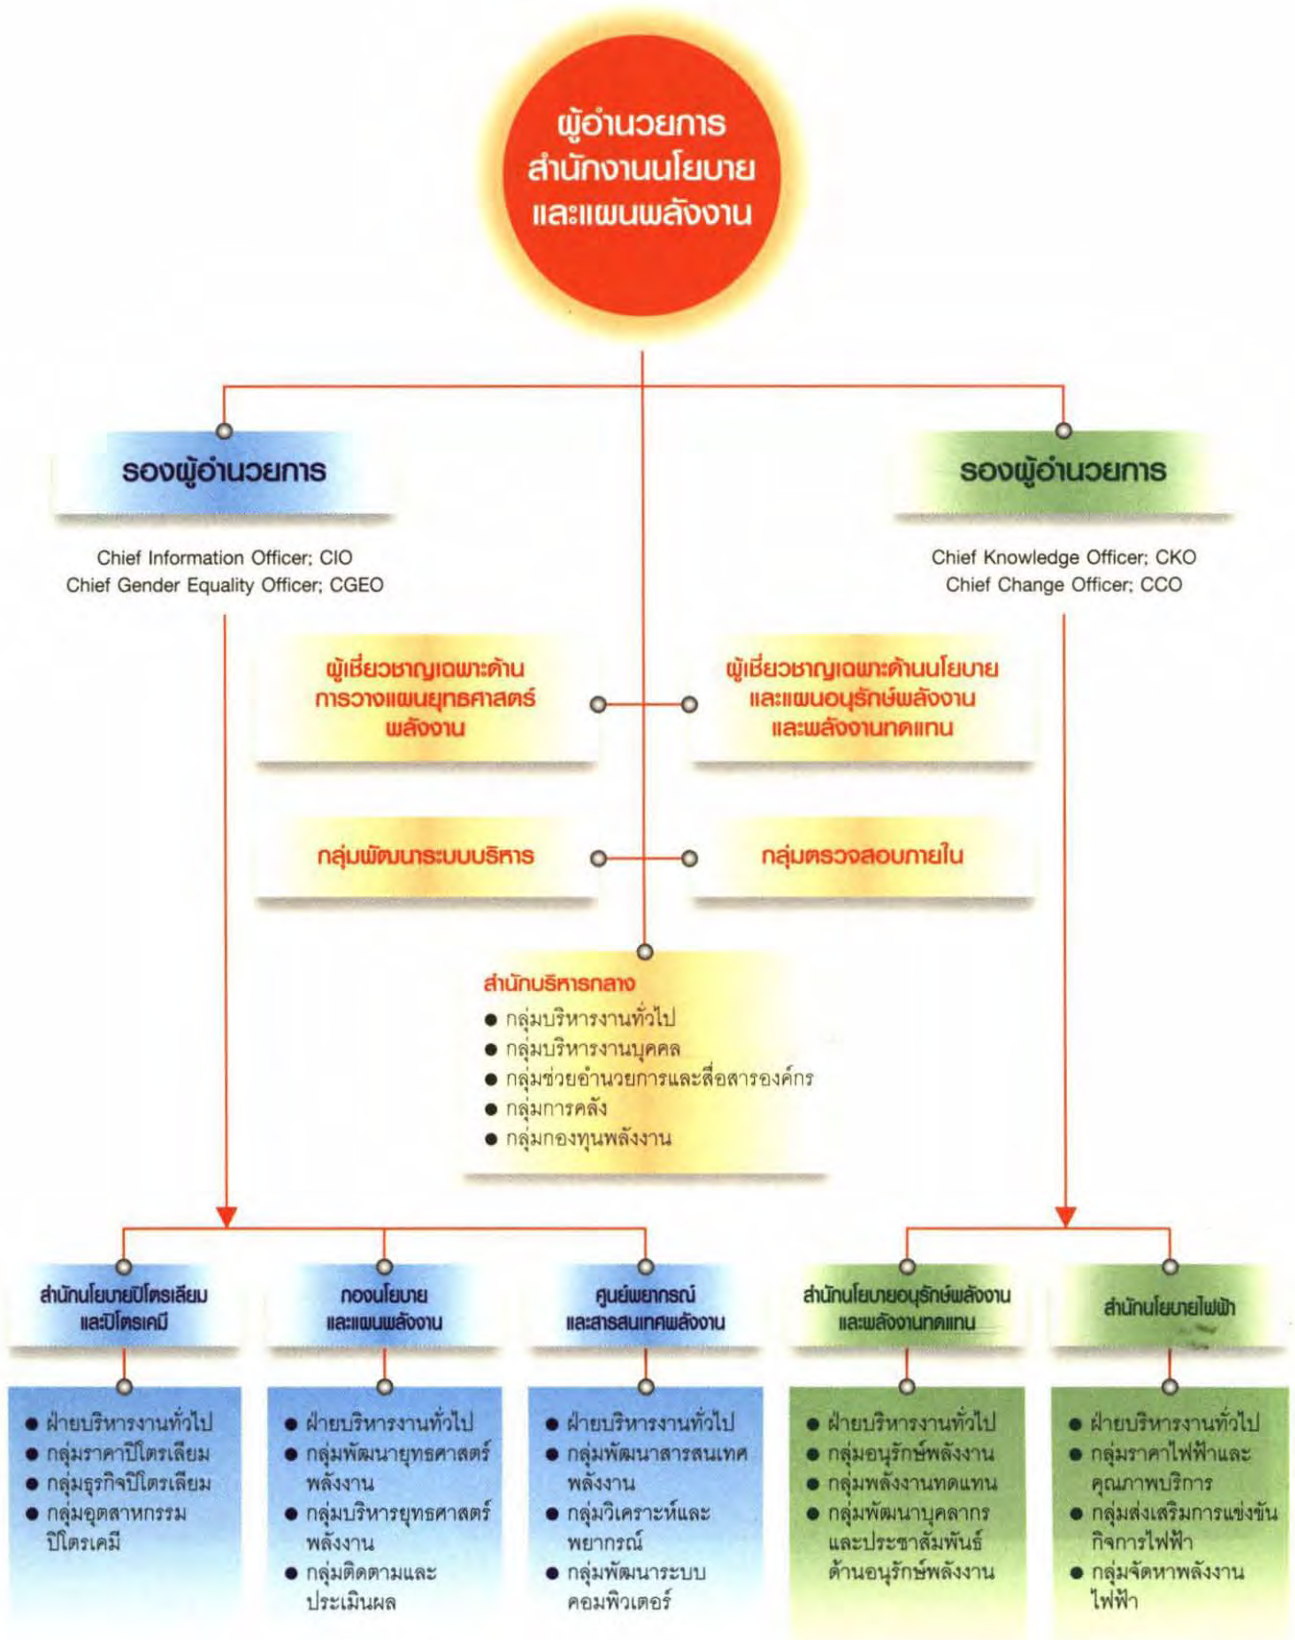 ผู้อำนวยการ
สำนักงานนโยบาย
และแผนพลังงาน
รองผู้อำนวยการ
Chief Information Officer; CIO
Chief Gender Equality Officer; CGEO
รองผู้อำนวยการ
Chief Knowledge Officer; CKO
Chief Change Officer; CCO
ผู้เชี่ยวชาญเฉพาะด้าน
การวางแผนยุทธศาสตร์
พลังงาน
ผู้เชี่ยวชาญเฉพาะด้านนโยบาย
และแผนอนุรักษ์พลังงาน
และพลังงานทดแทน
กลุ่มพัฒนาระบบบริหาร
กลุ่มตรวจสอบภายใน
สำนักบริหารกลาง
● กลุ่มบริหารงานทั่วไป
● กลุ่มบริหารงานบุคคล
● กลุ่มช่วยอำนวยการและสื่อสารองค์กร
● กลุ่มการคลัง
● กลุ่มกองทุนพลังงาน
สำนักนโยบายปิโตรเลียม
และปิโตรเคมี
● ฝ่ายบริหารงานทั่วไป
● กลุ่มราคาปิโตรเลียม
● กลุ่มธุรกิจปิโตรเลียม
● กลุ่มอุตสาหกรรม
ปิโตรเคมี
กองนโยบาย
และแผนพลังงาน
● ฝ่ายบริหารงานทั่วไป
● กลุ่มพัฒนายุทธศาสตร์
พลังงาน
● กลุ่มบริหารยุทธศาสตร์
พลังงาน
● กลุ่มติดตามและ
ประเมินผล
ศูนย์พยากรณ์
และสารสนเทศพลังงาน
● ฝ่ายบริหารงานทั่วไป
● กลุ่มพัฒนาสารสนเทศ
พลังงาน
● กลุ่มวิเคราะห์และ
พยากรณ์
● กลุ่มพัฒนาระบบ
คอมพิวเตอร์
สำนักนโยบายอนุรักษ์พลังงาน
และพลังงานทดแทน
● ฝ่ายบริหารงานทั่วไป
● กลุ่มอนุรักษ์พลังงาน
● กลุ่มพลังงานทดแทน
● กลุ่มพัฒนาบุคลากร
และประชาสัมพันธ์
ด้านอนุรักษ์พลังงาน
สำนักนโยบายไฟฟ้า
● ฝ่ายบริหารงานทั่วไป
● กลุ่มราคาไฟฟ้าและ
คุณภาพบริการ
● กลุ่มส่งเสริมการแข่งขัน
กิจการไฟฟ้า
● กลุ่มจัดหาพลังงาน
ไฟฟ้า